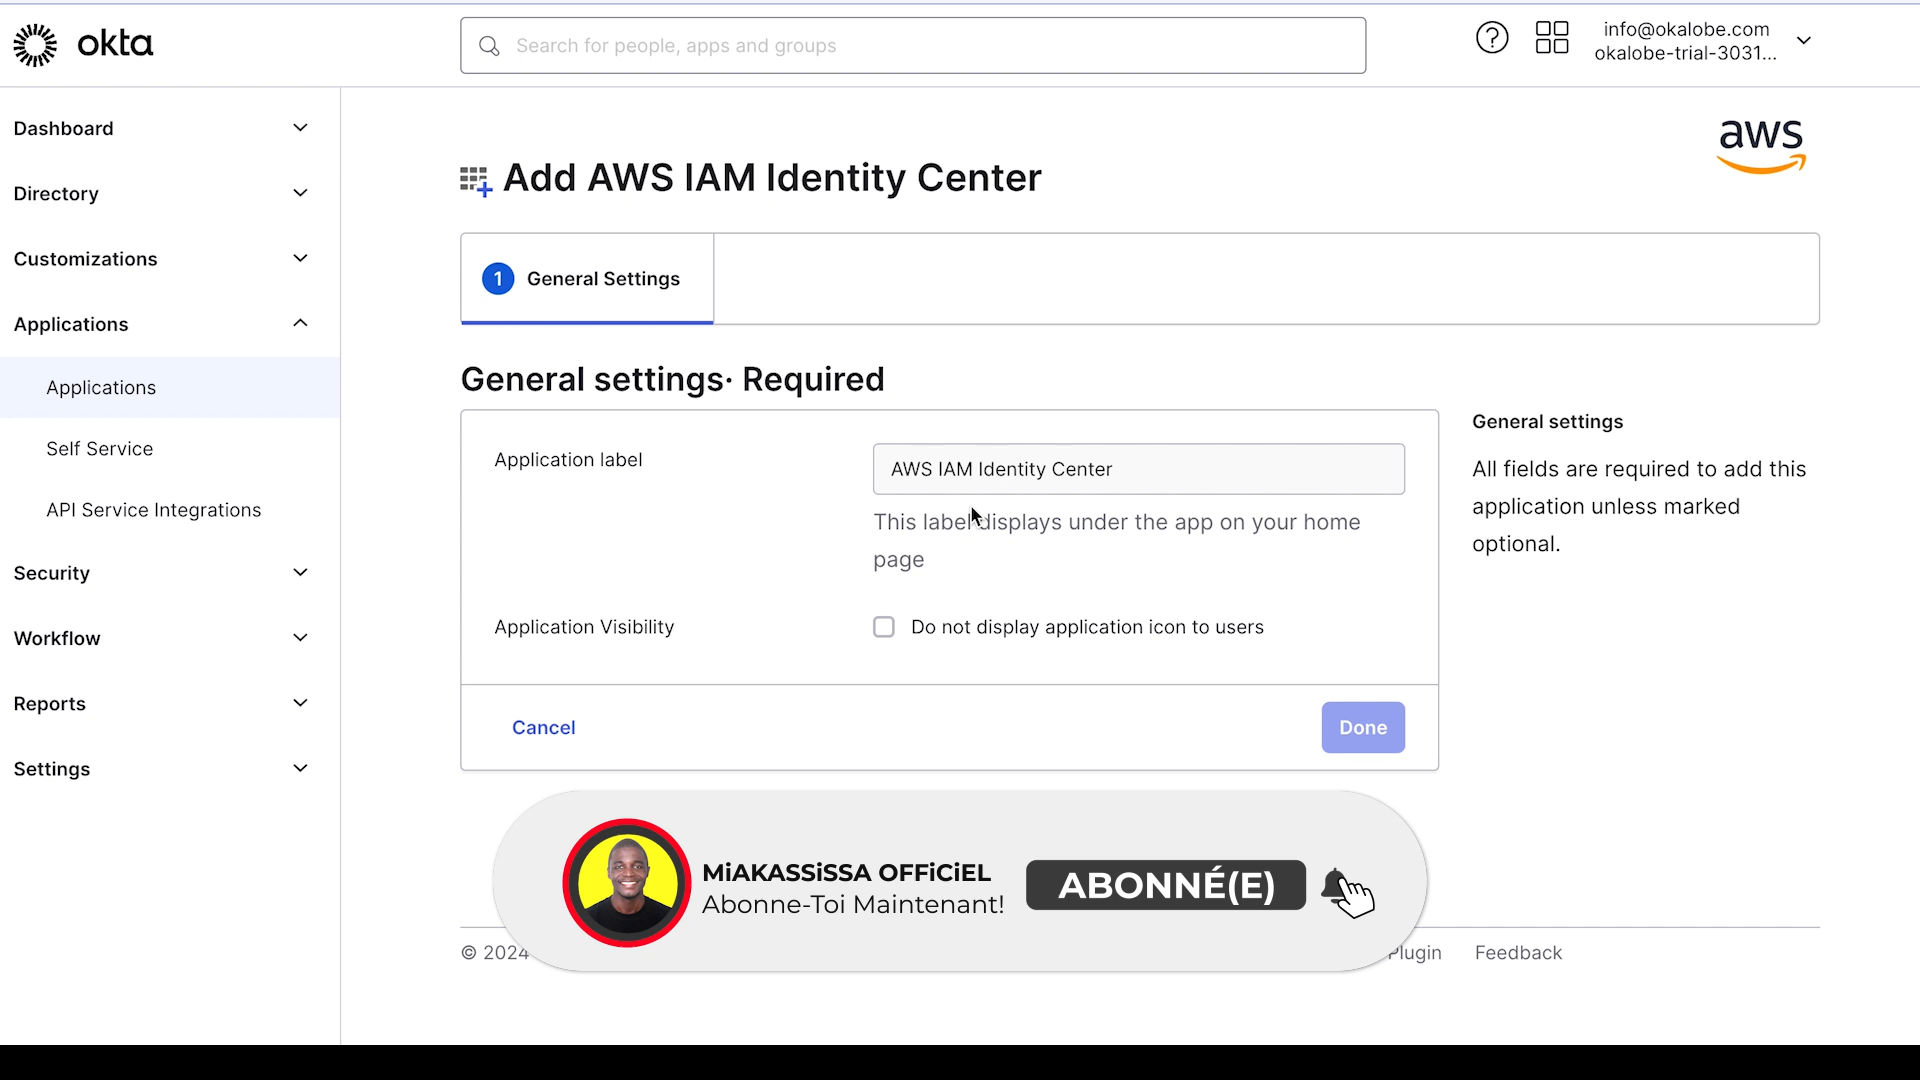 okta
Search for people, apps and groups
info@okalobe.com
okalobe-trial-3031...
Dashboard
Directory
Customizations
Applications
Applications
Self Service
API Service Integrations
Security
Workflow
Reports
Settings
aws
Add AWS IAM Identity Center
1 General Settings
General settings· Required
Application label
AWS IAM Identity Center
This label displays under the app on your home
page
Application Visibility
Do not display application icon to users
Cancel
Done
General settings
All fields are required to add this
application unless marked
optional.
MiAKASSiSSA OFFiCiEL
Abonne-Toi Maintenant!
ABONNÉ(E)
© 2024
Plugin
Feedback